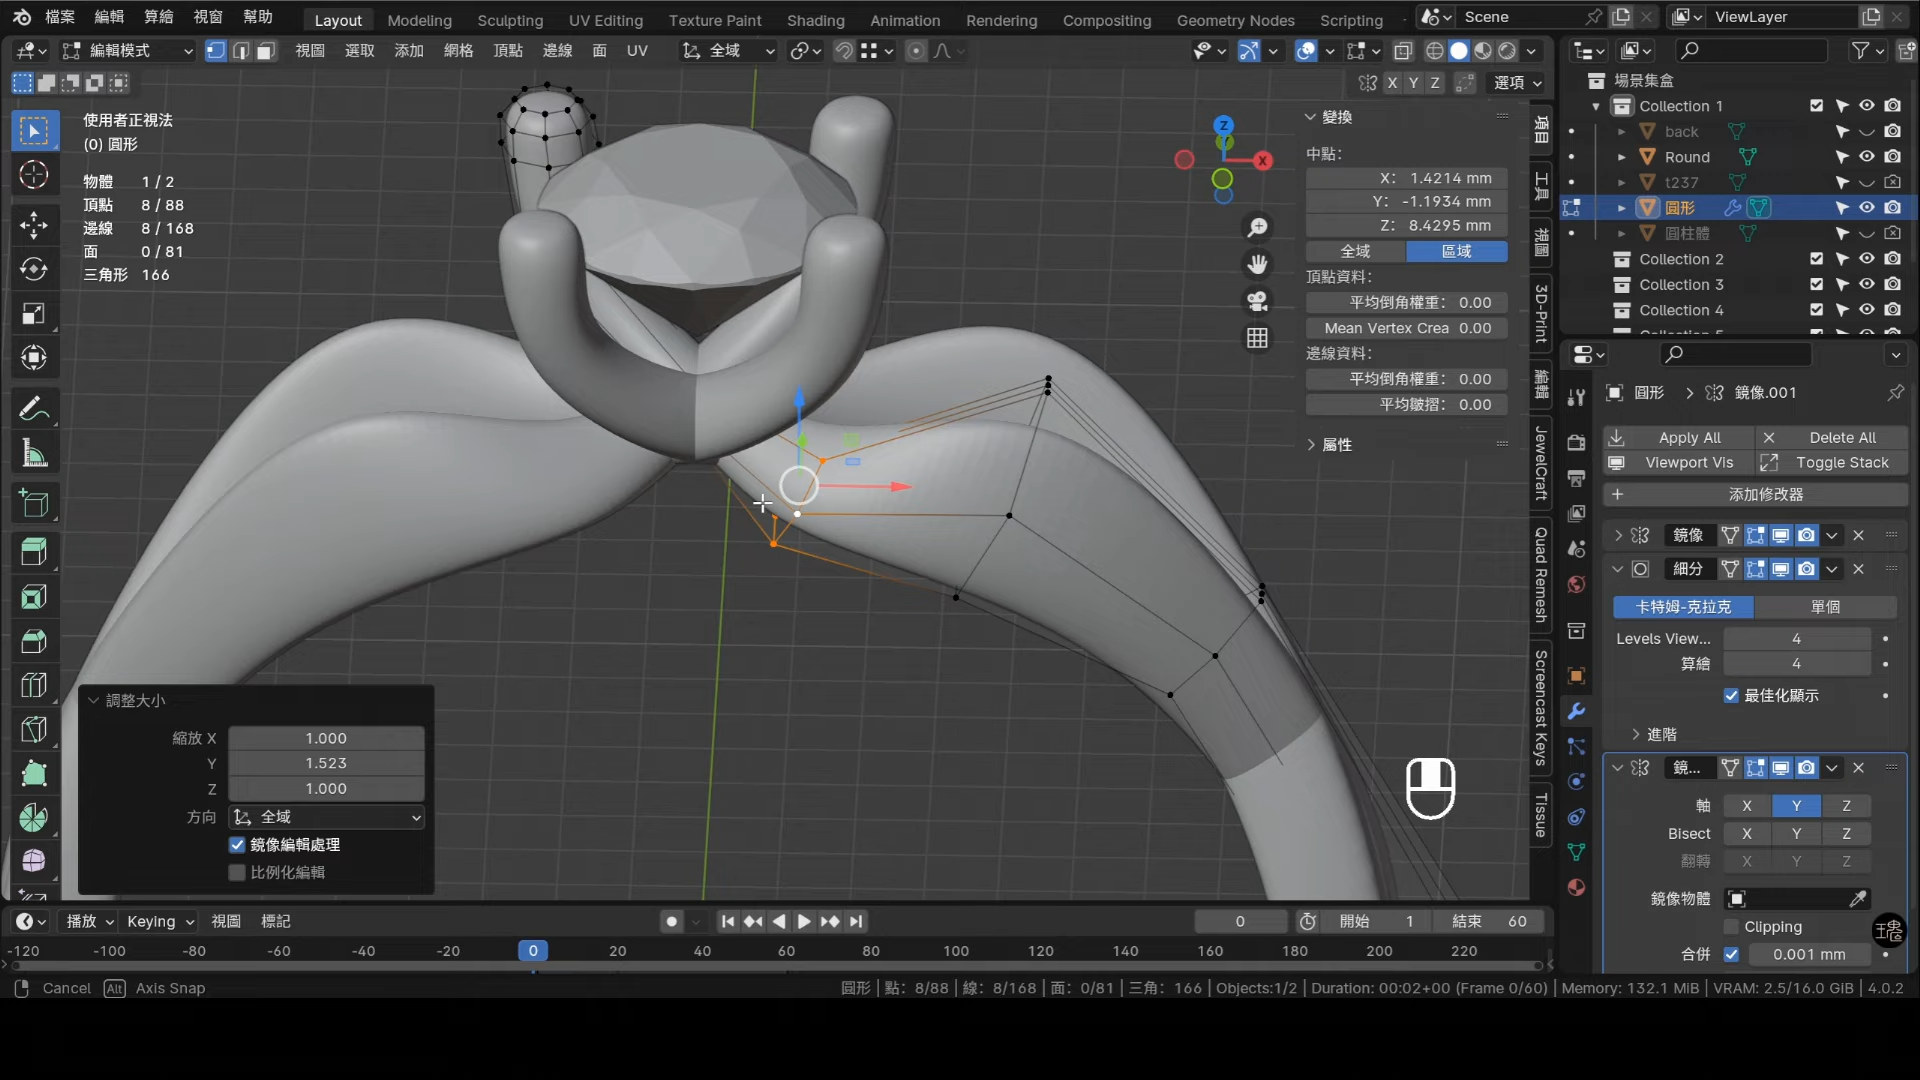 檔案 編輯 算繪 視窗 幫助 Layout Modeling Sculpting UV Editing Texture Paint Shading Animation Rendering Compositing Geometry Nodes Scripting Scene ViewLayer
編輯模式 視圖 選取 添加 網格 頂點 邊線 面 UV 全域
X Y Z 選項
使用者正視法
(0) 圓形
物體 1 / 2
頂點 8 / 88
邊線 8 / 168
面 0 / 81
三角形 166
Z
X
變換
中點:
X: 1.4214 mm
Y: -1.1934 mm
Z: 8.4295 mm
全域 區域
頂點資料:
平均倒角權重: 0.00
Mean Vertex Crea 0.00
邊線資料:
平均倒角權重: 0.00
平均皺摺: 0.00
屬性
項目
工具
視圖
3D-Print
編輯
JewelCraft
Quad Remesh
Screencast Keys
Tissue
場景集盒
Collection 1
back
Round
t237
圓形
圓柱體
Collection 2
Collection 3
Collection 4
圓形 鏡像.001
Apply All Delete All
Viewport Vis Toggle Stack
添加修改器
鏡像
細分
卡特姆-克拉克 單個
Levels View... 4
算繪 4
最佳化顯示
進階
鏡...
軸 X Y Z
Bisect X Y Z
翻轉 X Y Z
鏡像物體
Clipping
合併 0.001 mm
調整大小
縮放 X 1.000
Y 1.523
Z 1.000
方向 全域
鏡像編輯處理
比例化編輯
播放 Keying 視圖 標記 0 開始 1 結束 60
-120 -100 -80 -60 -40 -20 0 20 40 60 80 100 120 140 160 180 200 220
Cancel Alt Axis Snap 圓形 | 點: 8/88 | 線: 8/168 | 面: 0/81 | 三角: 166 | Objects:1/2 | Duration: 00:02+00 (Frame 0/60) | Memory: 132.1 MiB | VRAM: 2.5/16.0 GiB | 4.0.2